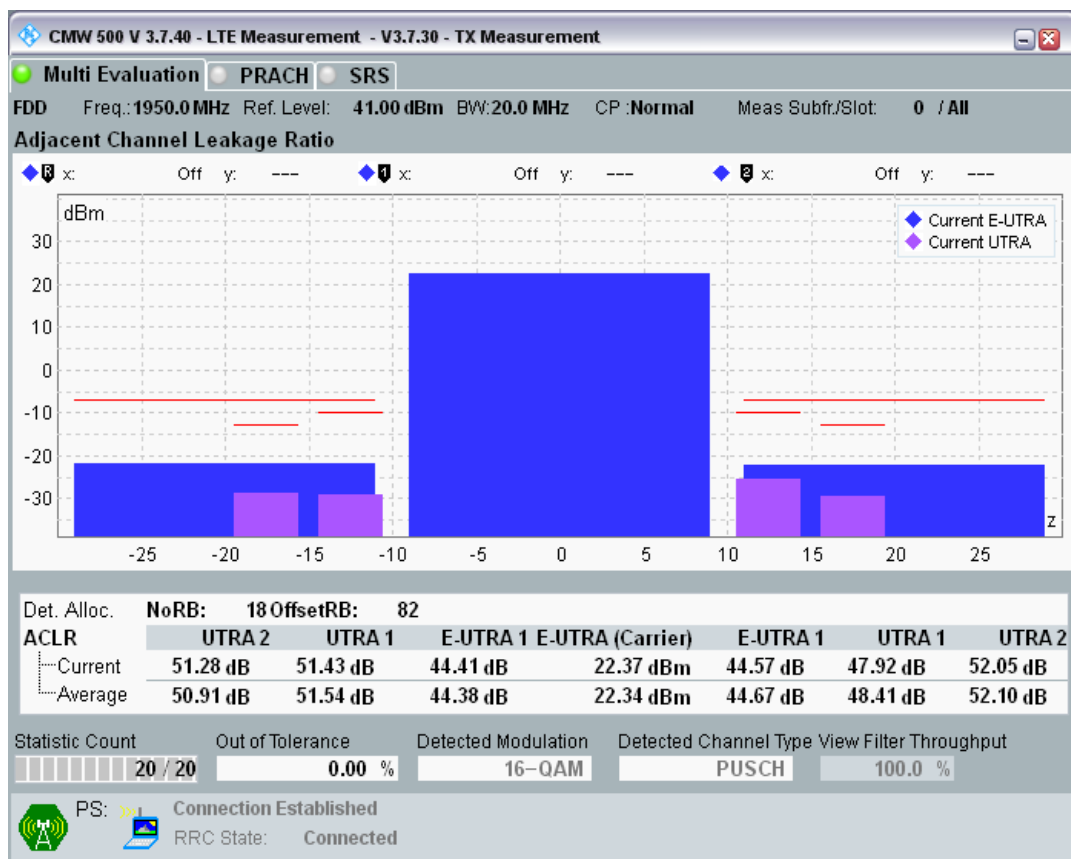 CMW 500 V 3.7.40 - LTE Measurement - V3.7.30 - TX Measurement
Multi Evaluation PRACH SRS
FDD Freq.:1950.0 MHz Ref. Level: 41.00 dBm BW:20.0 MHz CP :Normal Meas Subfr./Slot: 0 / All
Adjacent Channel Leakage Ratio
R x: Off y: --- 1 x: Off y: --- 2 x: Off y: ---
dBm
Current E-UTRA
Current UTRA
30
20
10
0
-10
-20
-30
z
-25 -20 -15 -10 -5 0 5 10 15 20 25
Det. Alloc. NoRB: 18 OffsetRB: 82
ACLR UTRA 2 UTRA 1 E-UTRA 1 E-UTRA (Carrier) E-UTRA 1 UTRA 1 UTRA 2
Current 51.28 dB 51.43 dB 44.41 dB 22.37 dBm 44.57 dB 47.92 dB 52.05 dB
Average 50.91 dB 51.54 dB 44.38 dB 22.34 dBm 44.67 dB 48.41 dB 52.10 dB
Statistic Count Out of Tolerance Detected Modulation Detected Channel Type View Filter Throughput
20 / 20 0.00 % 16-QAM PUSCH 100.0 %
PS: Connection Established
RRC State: Connected